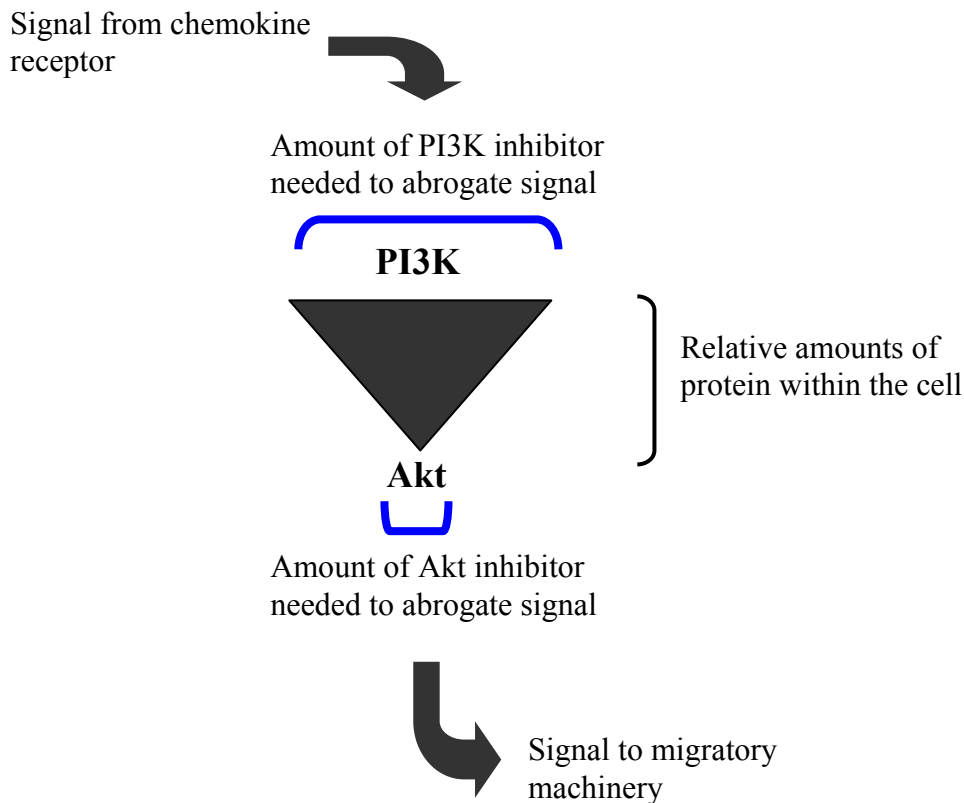 Signal from chemokine
receptor
Amount of PI3K inhibitor
needed to abrogate signal
PI3K
Relative amounts of
protein within the cell
Akt
Amount of Akt inhibitor
needed to abrogate signal
Signal to migratory
machinery